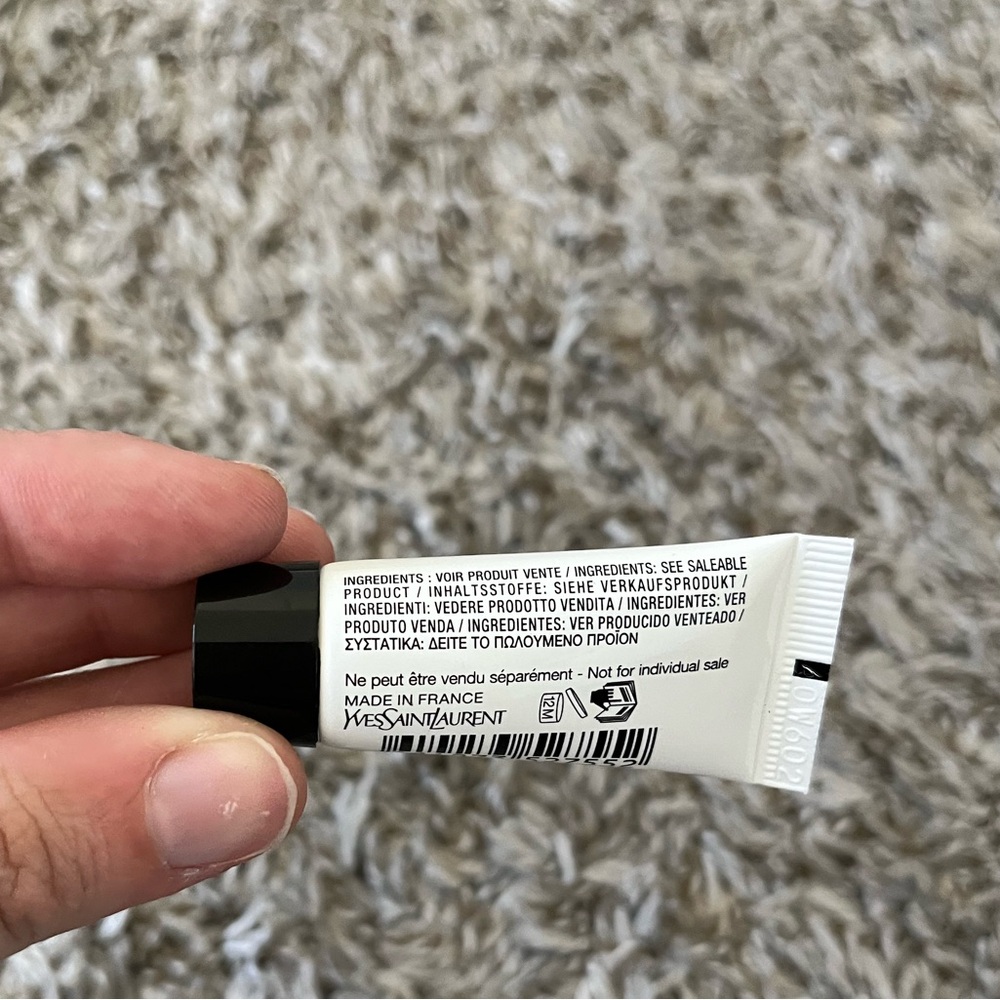 INGREDIENTS : VOIR PRODUIT VENTE / INGREDIENTS: SEE SALEABLE
PRODUCT / INHALTSSTOFFE: SIEHE VERKAUFSPRODUKT /
INGREDIENTI: VEDERE PRODOTTO VENDITA / INGREDIENTES: VER
PRODUTO VENDA / INGREDIENTES: VER PRODUCIDO VENTEADO /
ΣΥΣΤΑΤΙΚΑ: ΔΕΙΤΕ ΤΟ ΠΩΛΟΥΜΕΝΟ ΠΡΟΪΟΝ
Ne peut être vendu séparément - Not for individual sale
MADE IN FRANCE
YVESSAINTLAURENT
12M